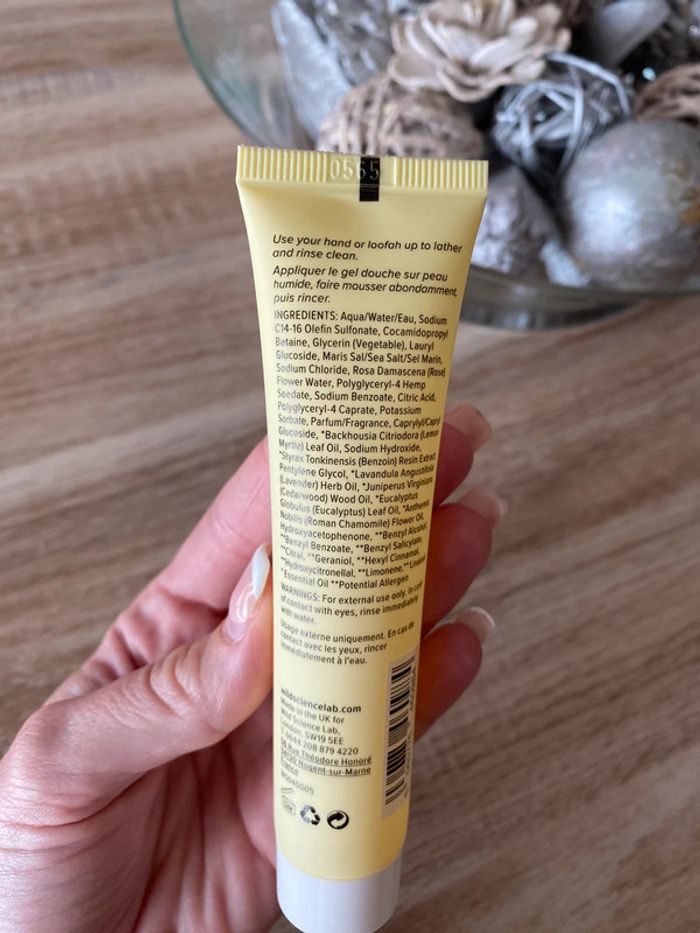 0565
Use your hand or loofah up to lather
and rinse clean.
Appliquer le gel douche sur peau
humide, faire mousser abondamment,
puis rincer.
INGREDIENTS: Aqua/Water/Eau, Sodium
C14-16 Olefin Sulfonate, Cocamidopropyl
Betaine, Glycerin (Vegetable), Lauryl
Glucoside, Maris Sal/Sea Salt/Sel Marin,
Sodium Chloride, Rosa Damascena (Rose)
Flower Water, Polyglyceryl-4 Hemp
Seedate, Sodium Benzoate, Citric Acid,
Polyglyceryl-4 Caprate, Potassium
Sorbate, Parfum/Fragrance, Caprylyl/Capryl
Glucoside, *Backhousia Citriodora (Lemon
Myrtle) Leaf Oil, Sodium Hydroxide,
*Styrax Tonkinensis (Benzoin) Resin Extract,
Pentylene Glycol, *Lavandula Angustifolia
(Lavender) Herb Oil, *Juniperus Virginiana
(Cedarwood) Wood Oil, *Eucalyptus
Globulus (Eucalyptus) Leaf Oil, *Anthemis
Nobilis (Roman Chamomile) Flower Oil,
Hydroxyacetophenone, **Benzyl Alcohol,
**Benzyl Benzoate, **Benzyl Salicylate,
**Citral, **Geraniol, **Hexyl Cinnamal,
**Hydroxycitronellal, **Limonene, **Linalool
*Essential Oil **Potential Allergen
WARNINGS: For external use only. In case
of contact with eyes, rinse immediately
with water.
Usage externe uniquement. En cas de
contact avec les yeux, rincer
immédiatement à l'eau.
wildsciencelab.com
Made in the UK for
Wild Science Lab,
London, SW19 5EE
T 0044 208 879 4220
Rue Théodore Honoré
94130 Nogent-sur-Marne
France
12M